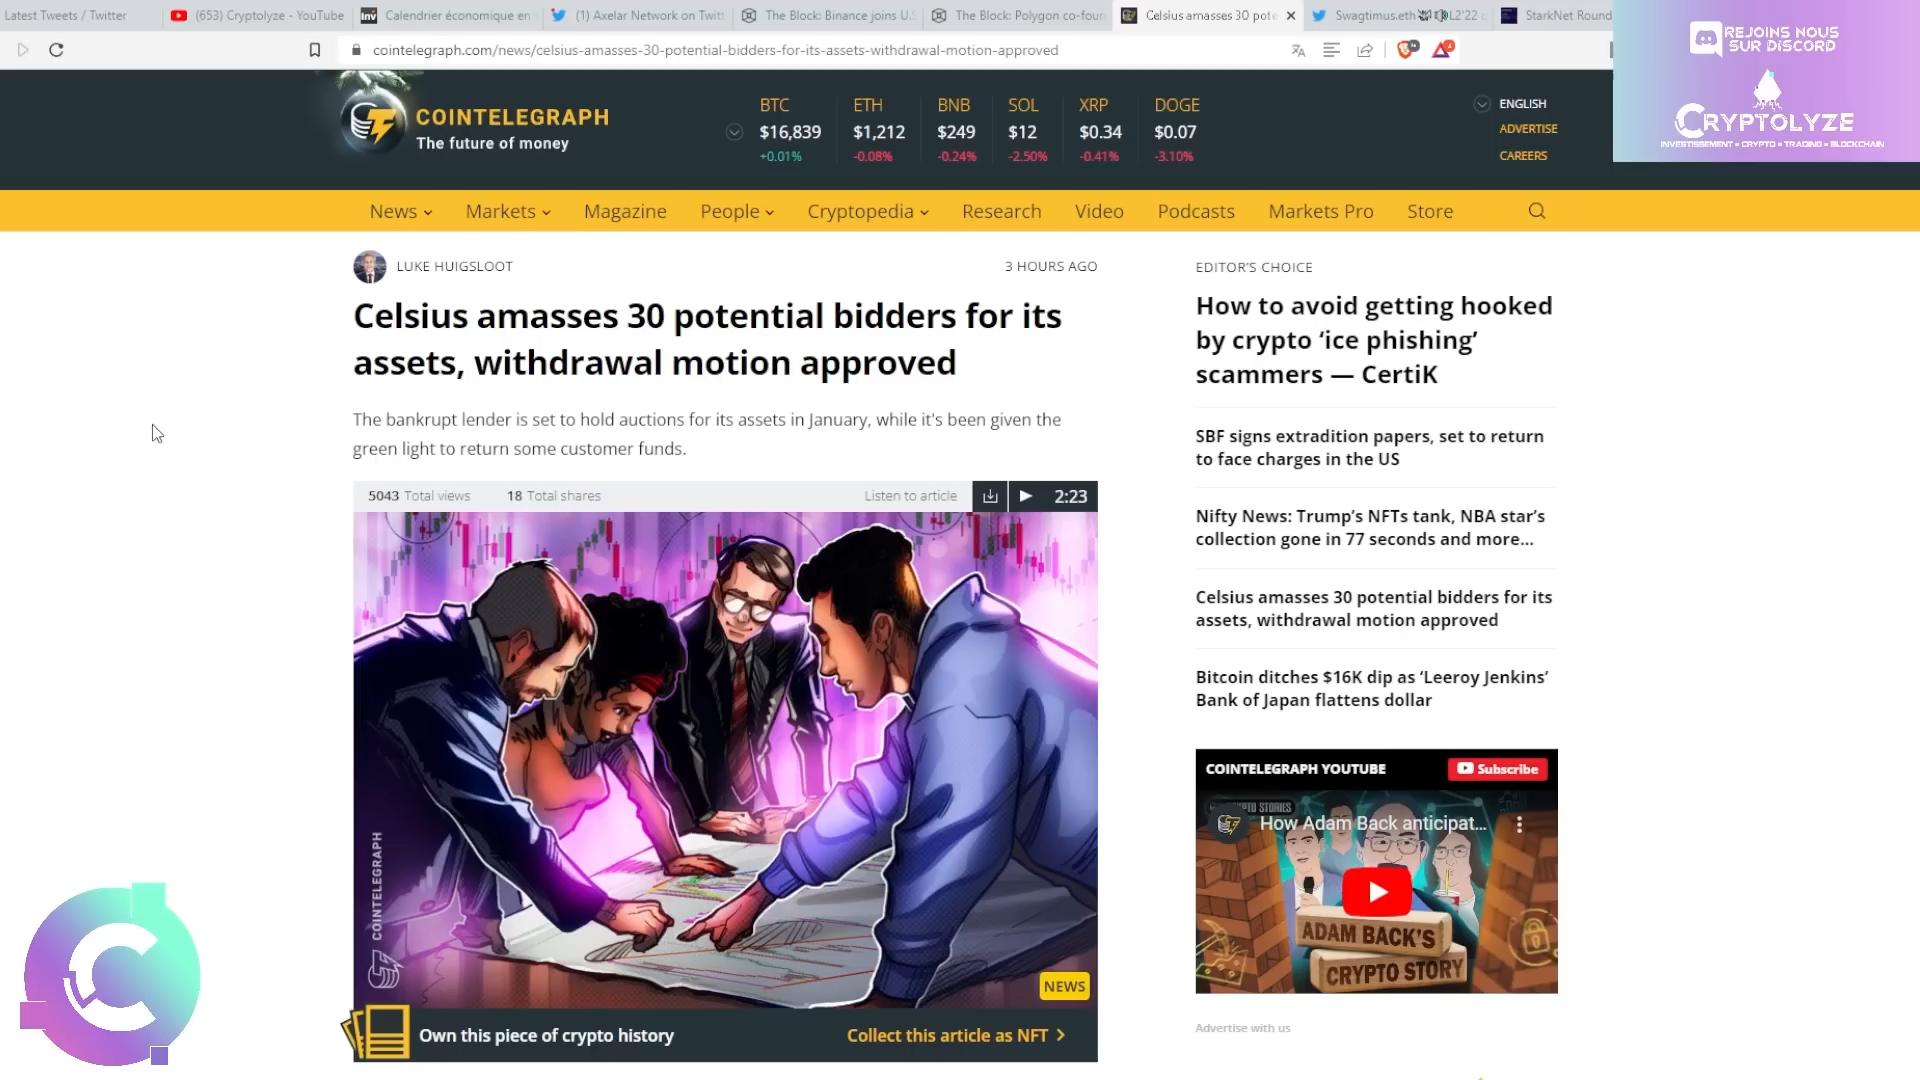 Latest Tweets / Twitter
(653) Cryptolyze - YouTube
Inv Calendrier économique en
(1) Axelar Network on Twit
The Block: Binance joins U.S
The Block: Polygon co-foun
Celsius amasses 30 pote
Swagtimus.eth
L2'22
StarkNet Round
REJOINS NOUS
SUR DISCORD
CRYPTOLYZE
INVESTISSEMENT • CRYPTO • TRADING • BLOCKCHAIN
cointelegraph.com/news/celsius-amasses-30-potential-bidders-for-its-assets-withdrawal-motion-approved
COINTELEGRAPH
The future of money
BTC ETH BNB SOL XRP DOGE
$16,839 $1,212 $249 $12 $0.34 $0.07
+0.01% -0.08% -0.24% -2.50% -0.41% -3.10%
ENGLISH
ADVERTISE
CAREERS
News Markets Magazine People Cryptopedia Research Video Podcasts Markets Pro Store
LUKE HUIGSLOOT 3 HOURS AGO
Celsius amasses 30 potential bidders for its
assets, withdrawal motion approved
The bankrupt lender is set to hold auctions for its assets in January, while it's been given the
green light to return some customer funds.
5043 Total views 18 Total shares Listen to article 2:23
COINTELEGRAPH
NEWS
Own this piece of crypto history Collect this article as NFT
EDITOR'S CHOICE
How to avoid getting hooked
by crypto ‘ice phishing’
scammers — CertiK
SBF signs extradition papers, set to return
to face charges in the US
Nifty News: Trump’s NFTs tank, NBA star’s
collection gone in 77 seconds and more...
Celsius amasses 30 potential bidders for its
assets, withdrawal motion approved
Bitcoin ditches $16K dip as ‘Leeroy Jenkins’
Bank of Japan flattens dollar
COINTELEGRAPH YOUTUBE Subscribe
CRYPTO STORIES
How Adam Back anticipat...
ADAM BACK'S
CRYPTO STORY
Advertise with us